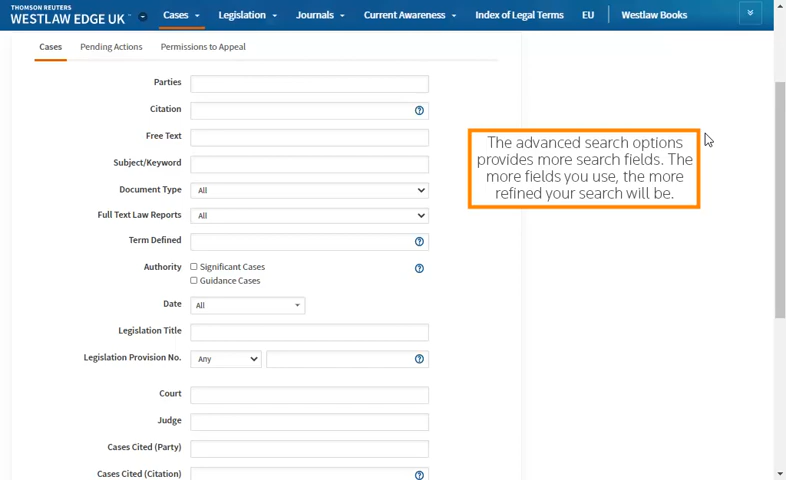 THOMSON REUTERS
WESTLAW EDGE UK
Cases Legislation Journals Current Awareness Index of Legal Terms EU Westlaw Books
Cases Pending Actions Permissions to Appeal
Parties
Citation
Free Text
Subject/Keyword
Document Type All
Full Text Law Reports All
Term Defined
Authority Significant Cases
Guidance Cases
Date All
Legislation Title
Legislation Provision No. Any
Court
Judge
Cases Cited (Party)
Cases Cited (Citation)
The advanced search options
provides more search fields. The
more fields you use, the more
refined your search will be.